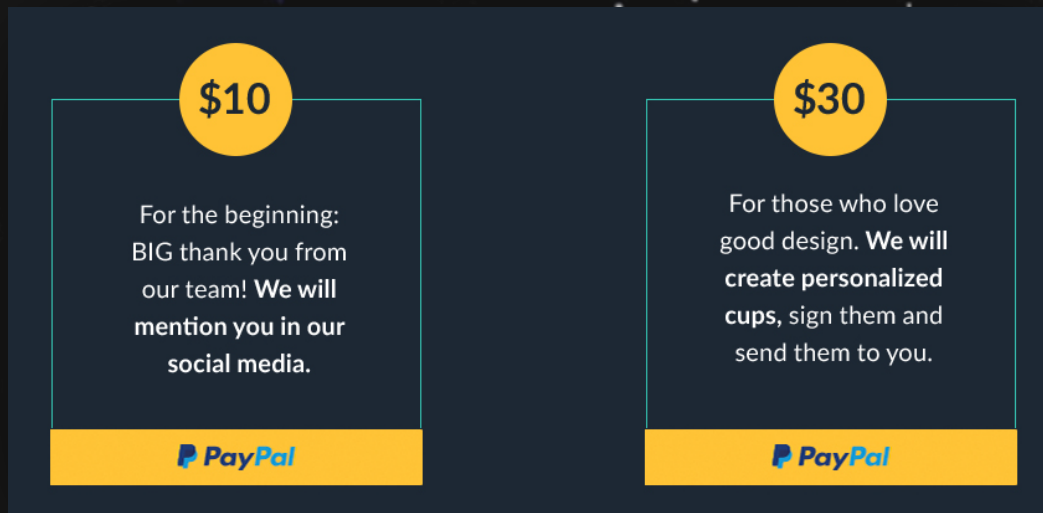 $10
For the beginning:
BIG thank you from
our team! We will
mention you in our
social media.
PayPal
$30
For those who love
good design. We will
create personalized
cups, sign them and
send them to you.
PayPal